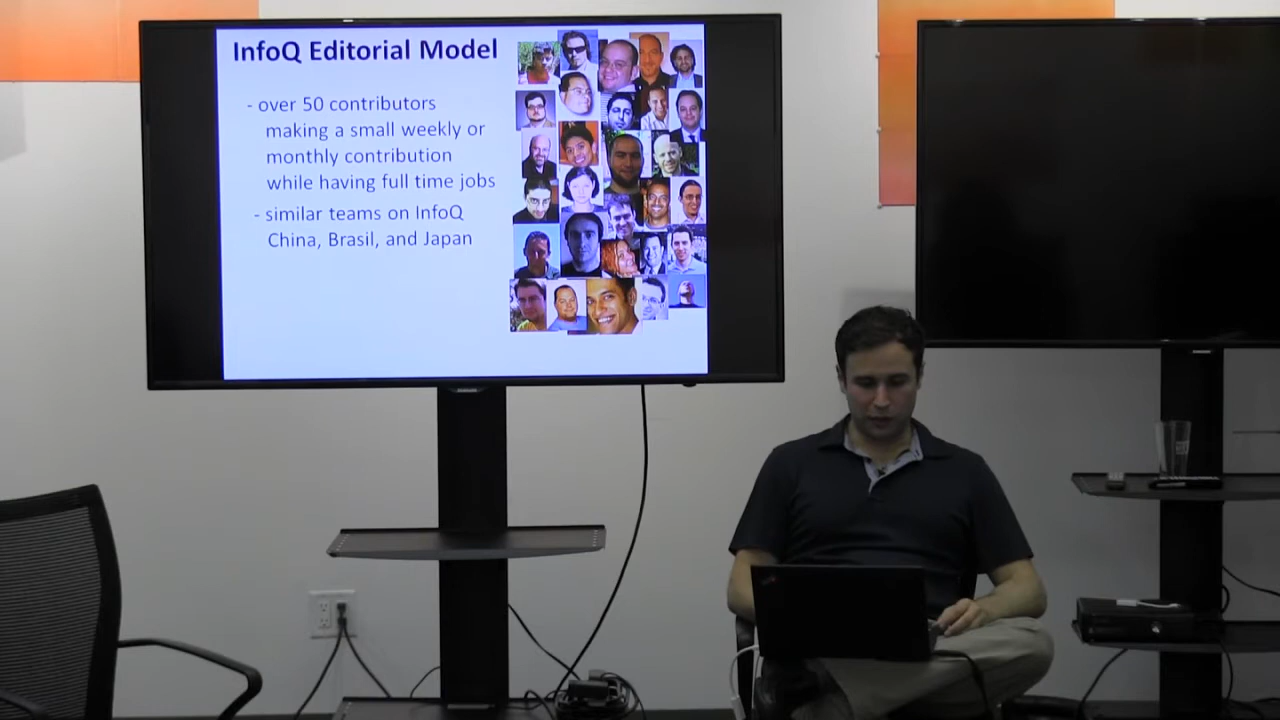 InfoQ Editorial Model
- over 50 contributors
making a small weekly or
monthly contribution
while having full time jobs
- similar teams on InfoQ
China, Brasil, and Japan